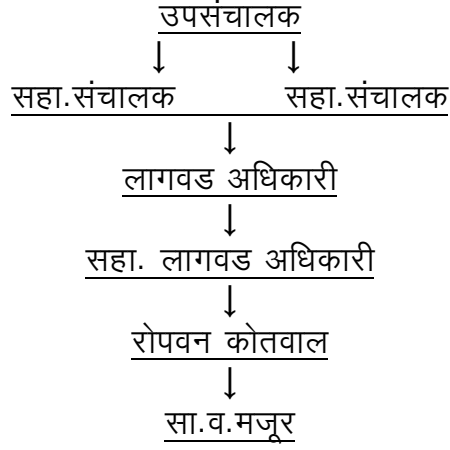 उपसंचालक
सहा.संचालक सहा.संचालक
लागवड अधिकारी
सहा. लागवड अधिकारी
रोपवन कोतवाल
सा.व.मजूर